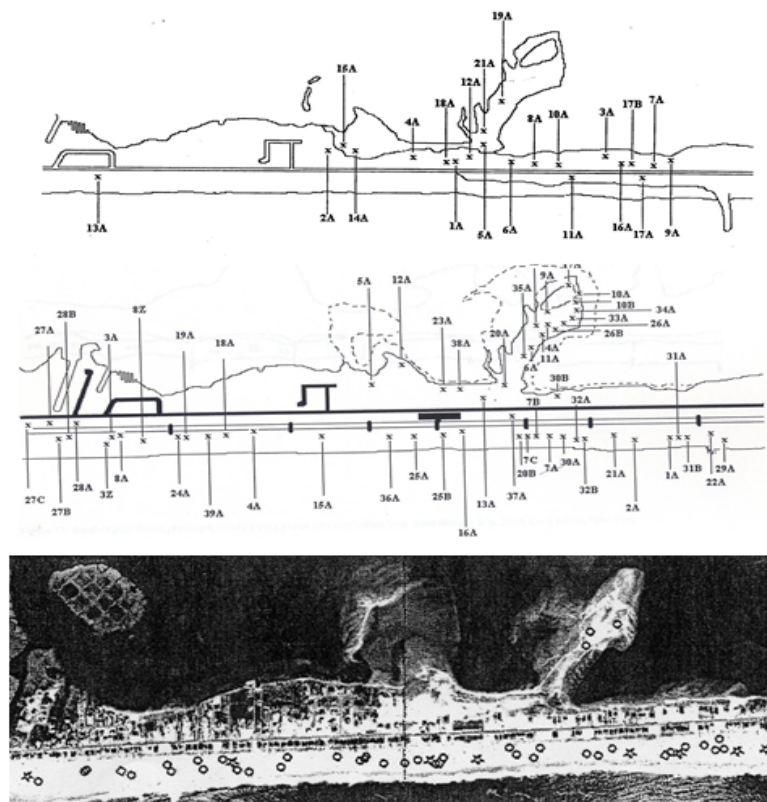 19A
15A
21A
12A
18A
4A
8A
10A
3A
17B
7A
13A
2A
14A
1A
5A
6A
11A
16A
17A
9A
28B
27A
3A
8Z
19A
18A
5A
12A
23A
38A
20A
35A
9A
10A
10B
34A
33A
26A
26B
14A
11A
6A
30B
7B
32A
31A
27C
27B
28A
3Z
8A
24A
39A
4A
15A
36A
25A
25B
16A
13A
37A
20B
7C
7A
30A
32B
21A
2A
1A
31B
22A
29A